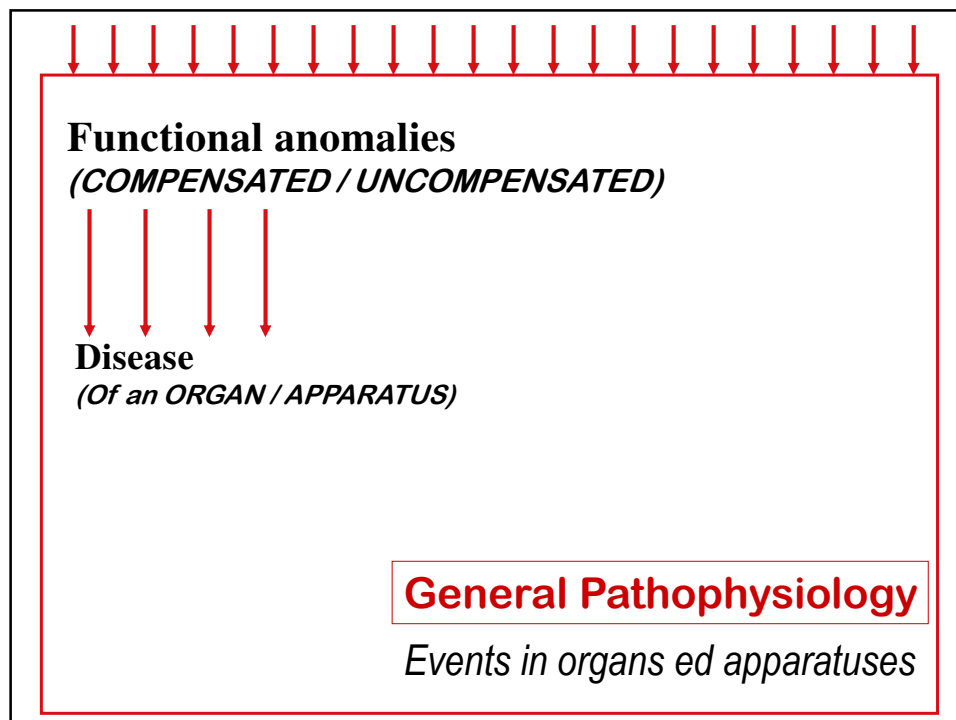 Functional anomalies
(COMPENSATED / UNCOMPENSATED)
Disease
(Of an ORGAN / APPARATUS)
General Pathophysiology
Events in organs ed apparatuses